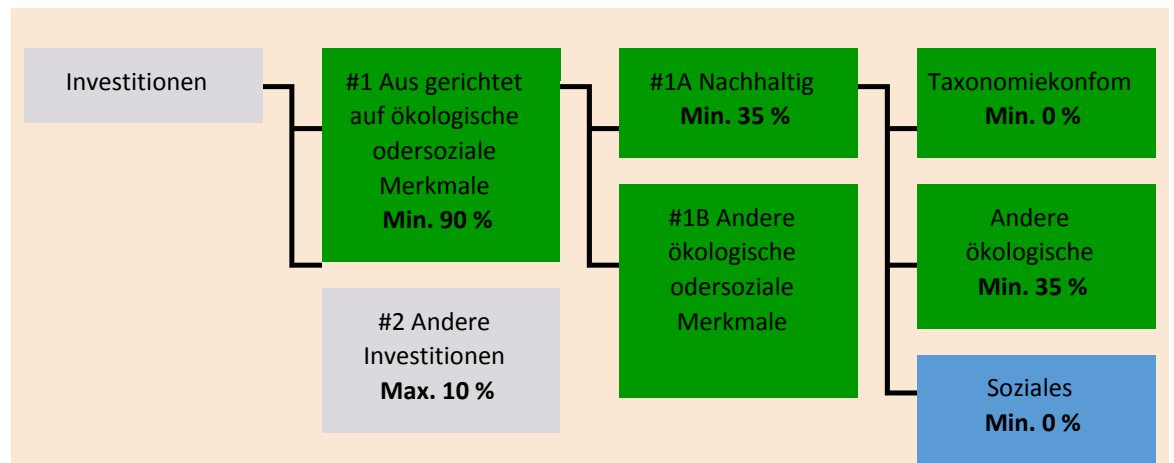 Investitionen
#1 Aus gerichtet
auf ökologische
odersoziale
Merkmale
Min. 90 %
#2 Andere
Investitionen
Max. 10 %
#1A Nachhaltig
Min. 35 %
#1B Andere
ökologische
odersoziale
Merkmale
Taxonomiekonfom
Min. 0 %
Andere
ökologische
Min. 35 %
Soziales
Min. 0 %